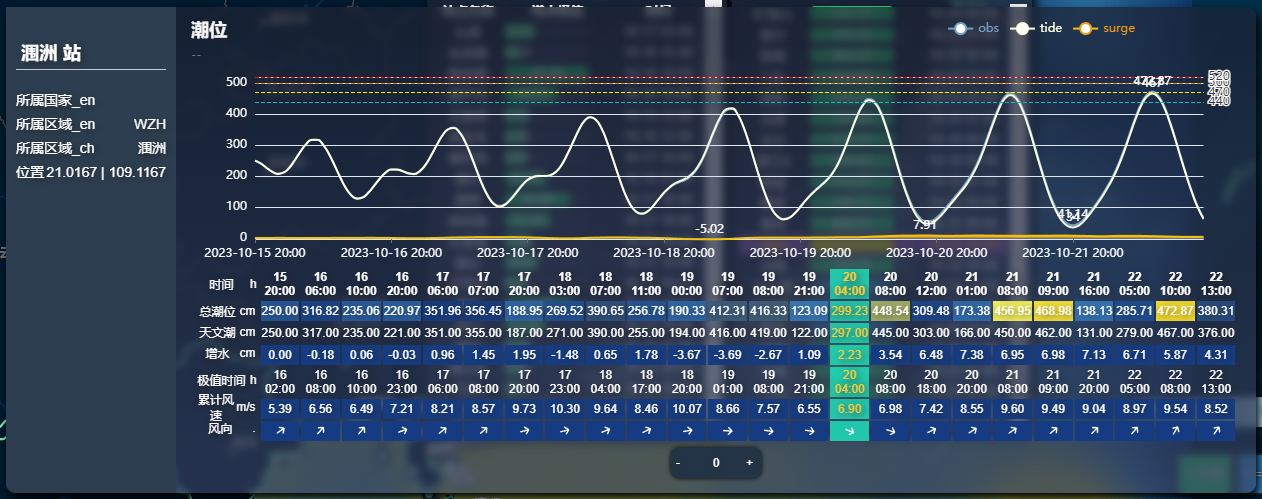 涠洲 站
所属国家_en
所属区域_en WZH
所属区域_ch 涠洲
位置 21.0167 | 109.1167
潮位
--
obs tide surge
500
400
300
200
100
0
520
470
440
472.87
467
-5.02
7.91
41.14
34
2023-10-15 20:00 2023-10-16 20:00 2023-10-17 20:00 2023-10-18 20:00 2023-10-19 20:00 2023-10-20 20:00 2023-10-21 20:00
时间 h 15 20:00 16 06:00 16 10:00 16 20:00 17 06:00 17 07:00 17 20:00 18 03:00 18 07:00 18 11:00 19 00:00 19 07:00 19 08:00 19 21:00 20 04:00 20 08:00 20 12:00 21 01:00 21 08:00 21 09:00 21 14:00 22 05:00 22 10:00 22 13:00
总潮位 cm 250.00 316.82 235.06 220.97 351.96 356.45 188.95 269.52 390.65 256.78 190.33 412.31 416.33 123.09 299.23 448.54 309.48 173.38 456.95 468.98 138.13 285.71 472.87 380.31
天文潮 cm 250.00 317.00 235.00 221.00 351.00 355.00 187.00 271.00 390.00 255.00 194.00 416.00 419.00 122.00 297.00 445.00 303.00 166.00 450.00 462.00 131.00 279.00 467.00 376.00
增水 cm 0.00 -0.18 0.06 -0.03 0.96 1.45 1.95 -1.48 0.65 1.78 -3.67 -3.69 -2.67 1.09 2.23 3.54 6.48 7.38 6.95 6.98 7.13 6.71 5.87 4.31
极值时间 h 16 02:00 16 08:00 16 10:00 16 23:00 17 06:00 17 08:00 17 20:00 17 23:00 18 04:00 18 17:00 18 20:00 19 01:00 19 08:00 19 21:00 20 04:00 20 08:00 20 18:00 20 20:00 21 08:00 21 09:00 21 20:00 22 05:00 22 08:00 22 13:00
累计风速 m/s 5.39 6.56 6.49 7.21 8.21 8.57 9.73 10.30 9.64 8.46 10.07 8.66 7.57 6.55 6.90 6.98 7.42 8.55 9.60 9.49 9.04 8.97 9.54 8.52
风向 .
- 0 +